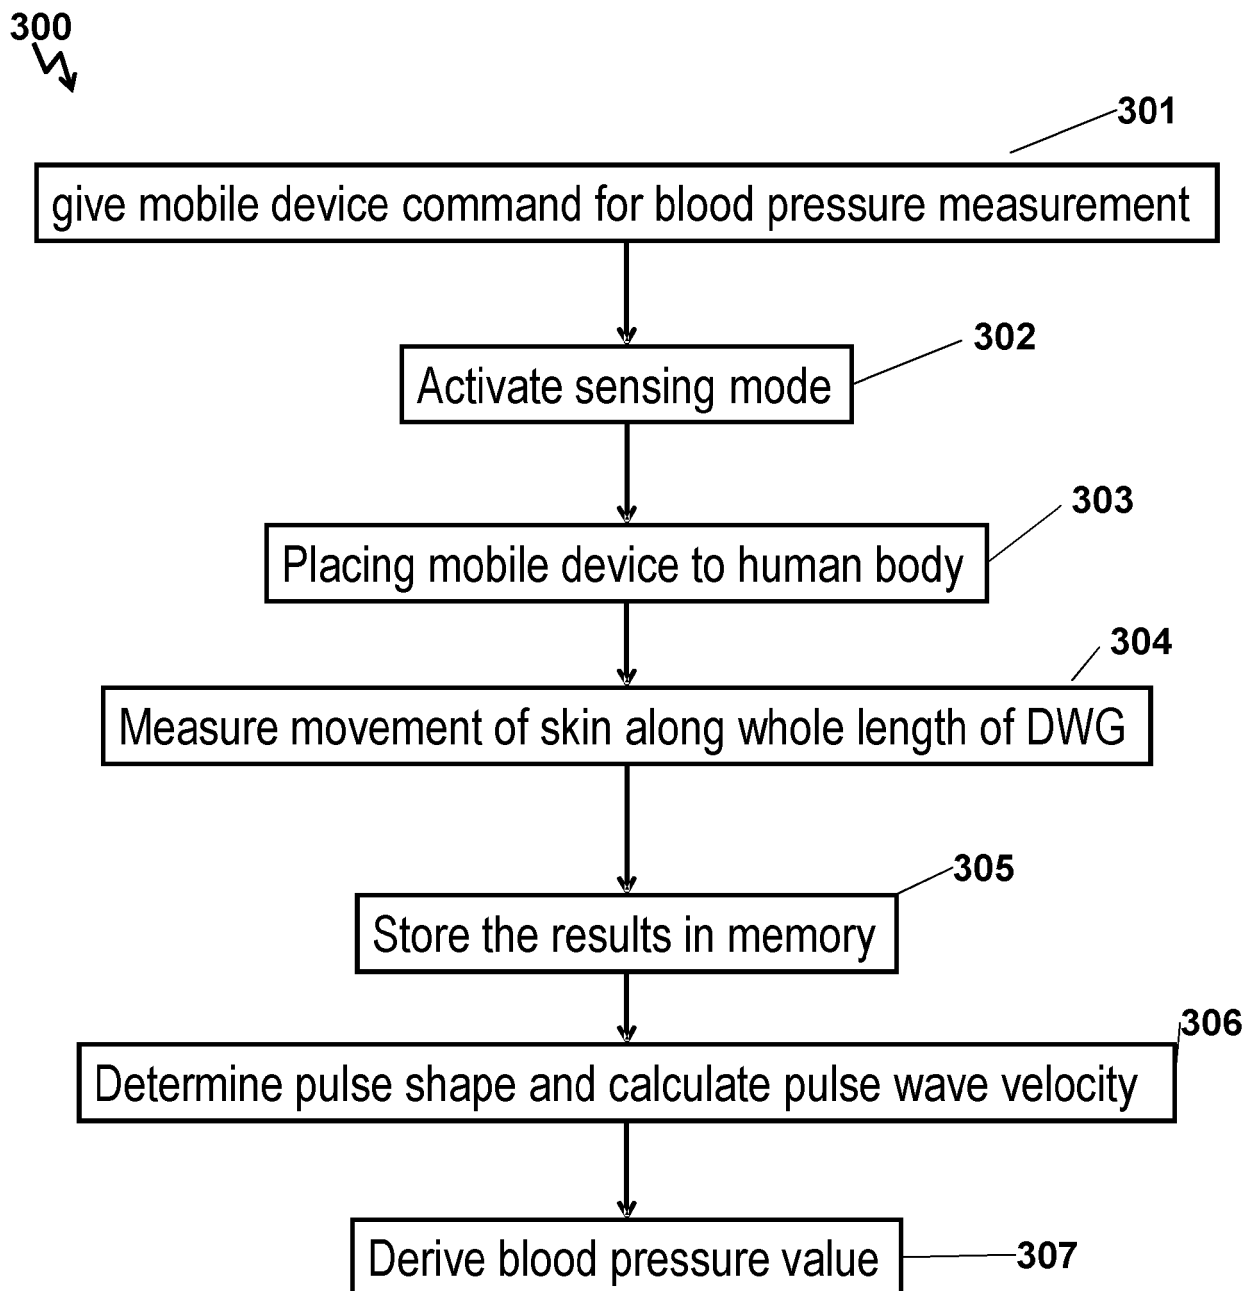 300
301
give mobile device command for blood pressure measurement
302
Activate sensing mode
303
Placing mobile device to human body
304
Measure movement of skin along whole length of DWG
305
Store the results in memory
306
Determine pulse shape and calculate pulse wave velocity
Derive blood pressure value
307